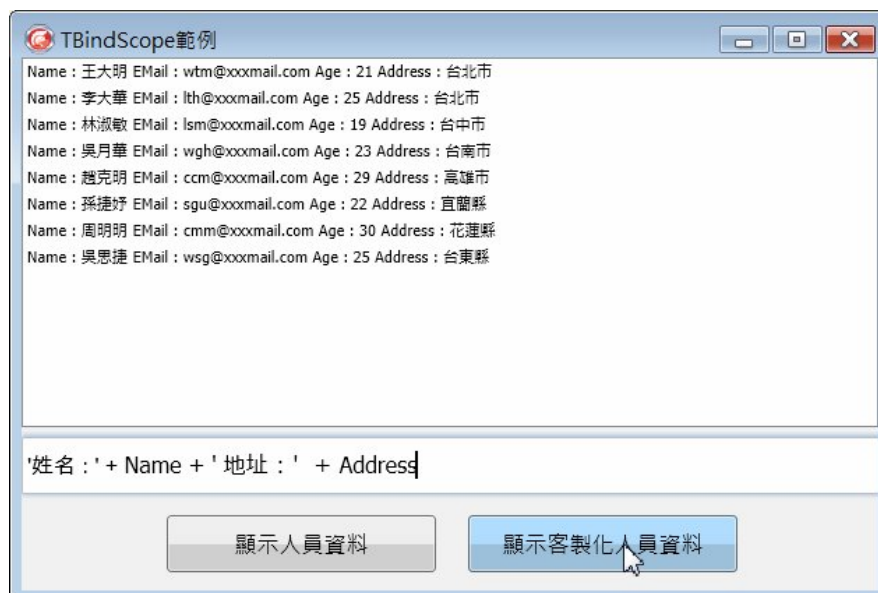 TBindScope範例
Name : 王大明 EMail : wtm@xxxmail.com Age : 21 Address : 台北市
Name : 李大華 EMail : lth@xxxmail.com Age : 25 Address : 台北市
Name : 林淑敏 EMail : lsm@xxxmail.com Age : 19 Address : 台中市
Name : 吳月華 EMail : wgh@xxxmail.com Age : 23 Address : 台南市
Name : 趙克明 EMail : ccm@xxxmail.com Age : 29 Address : 高雄市
Name : 孫捷妤 EMail : sgu@xxxmail.com Age : 22 Address : 宜蘭縣
Name : 周明明 EMail : cmm@xxxmail.com Age : 30 Address : 花蓮縣
Name : 吳思捷 EMail : wsg@xxxmail.com Age : 25 Address : 台東縣
'姓名 : ' + Name + ' 地址 : ' + Address
顯示人員資料
顯示客製化人員資料